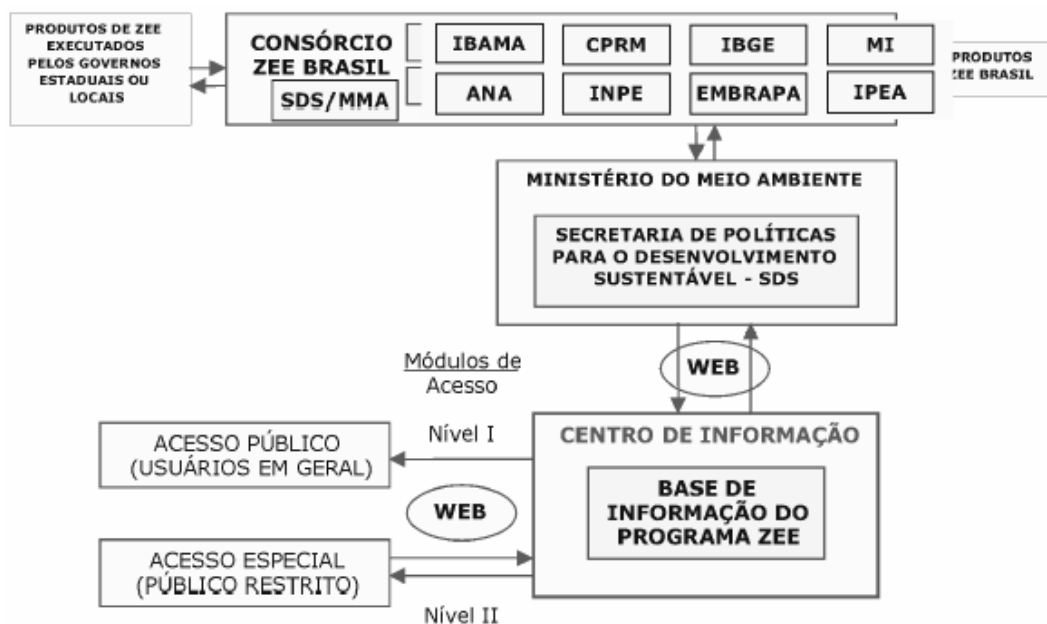 PRODUTOS DE ZEE
EXECUTADOS
PELOS GOVERNOS
ESTADUAIS OU
LOCAIS
CONSÓRCIO
ZEE BRASIL
SDS/MMA
IBAMA
CPRM
IBGE
MI
ANA
INPE
EMBRAPA
IPEA
PRODUTOS
ZEE BRASIL
MINISTÉRIO DO MEIO AMBIENTE
SECRETARIA DE POLÍTICAS
PARA O DESENVOLVIMENTO
SUSTENTÁVEL - SDS
WEB
Módulos de
Acesso
Nível I
ACESSO PÚBLICO
(USUÁRIOS EM GERAL)
CENTRO DE INFORMAÇÃO
BASE DE
INFORMAÇÃO DO
PROGRAMA ZEE
WEB
ACESSO ESPECIAL
(PÚBLICO RESTRITO)
Nível II